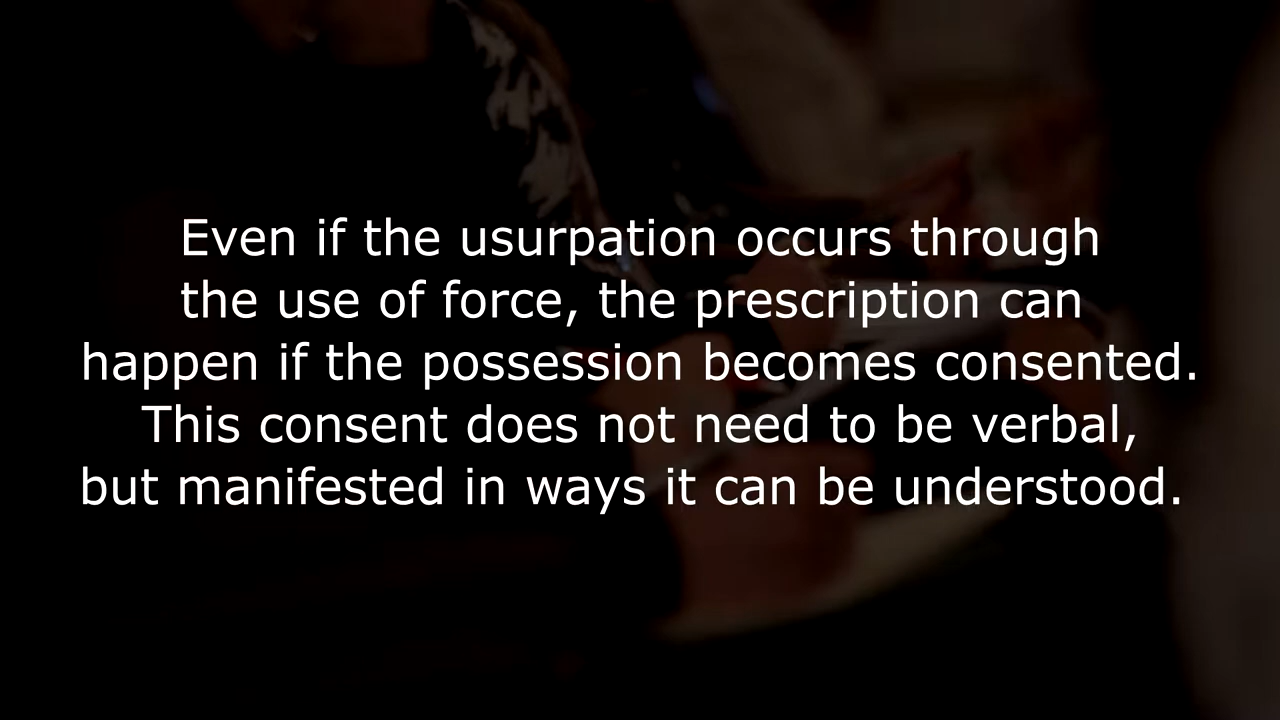 Even if the usurpation occurs through
the use of force, the prescription can
happen if the possession becomes consented.
This consent does not need to be verbal,
but manifested in ways it can be understood.